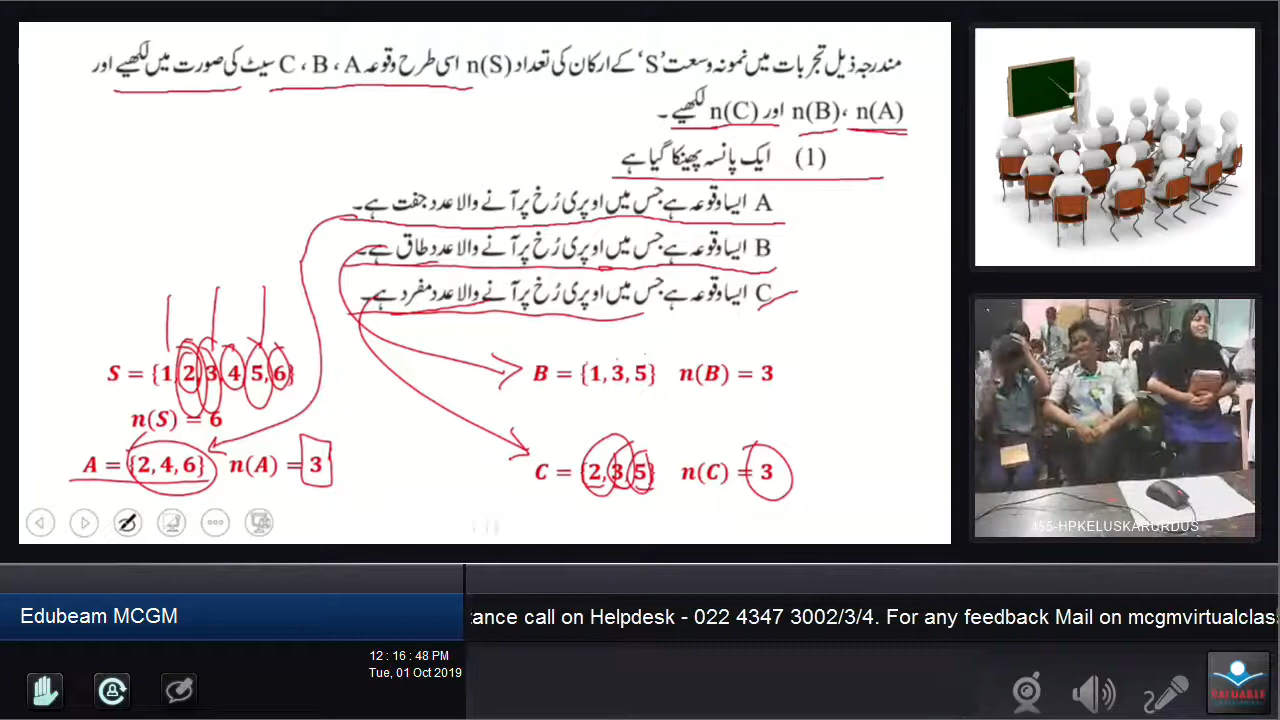 مندرجہ ذیل تجربات میں نمونہ وسعت ’S‘ کے ارکان کی تعداد n(S) اسی طرح وقوعہ C ، B ، A سیٹ کی صورت میں لکھیے اور
n(A) ،n(B) اور n(C) لکھیے ۔
(1) ایک پانسہ پھینکا گیا ہے
A ایسا وقوعہ ہے جس میں اوپری رُخ پر آنے والا عدد جفت ہے۔
B ایسا وقوعہ ہے جس میں اوپری رُخ پر آنے والا عدد طاق ہے۔
C ایسا وقوعہ ہے جس میں اوپری رُخ پر آنے والا عدد مفرد ہے۔
S = {1, 2, 3, 4, 5, 6}
n(S) = 6
A = {2, 4, 6} n(A) = 3
B = {1, 3, 5} n(B) = 3
C = {2, 3, 5} n(C) = 3
455-HPKELUSKARURDUS
Edubeam MCGM
tance call on Helpdesk - 022 4347 3002/3/4. For any feedback Mail on mcgmvirtualclass
12 : 16 : 48 PM
Tue, 01 Oct 2019
VALUABLE